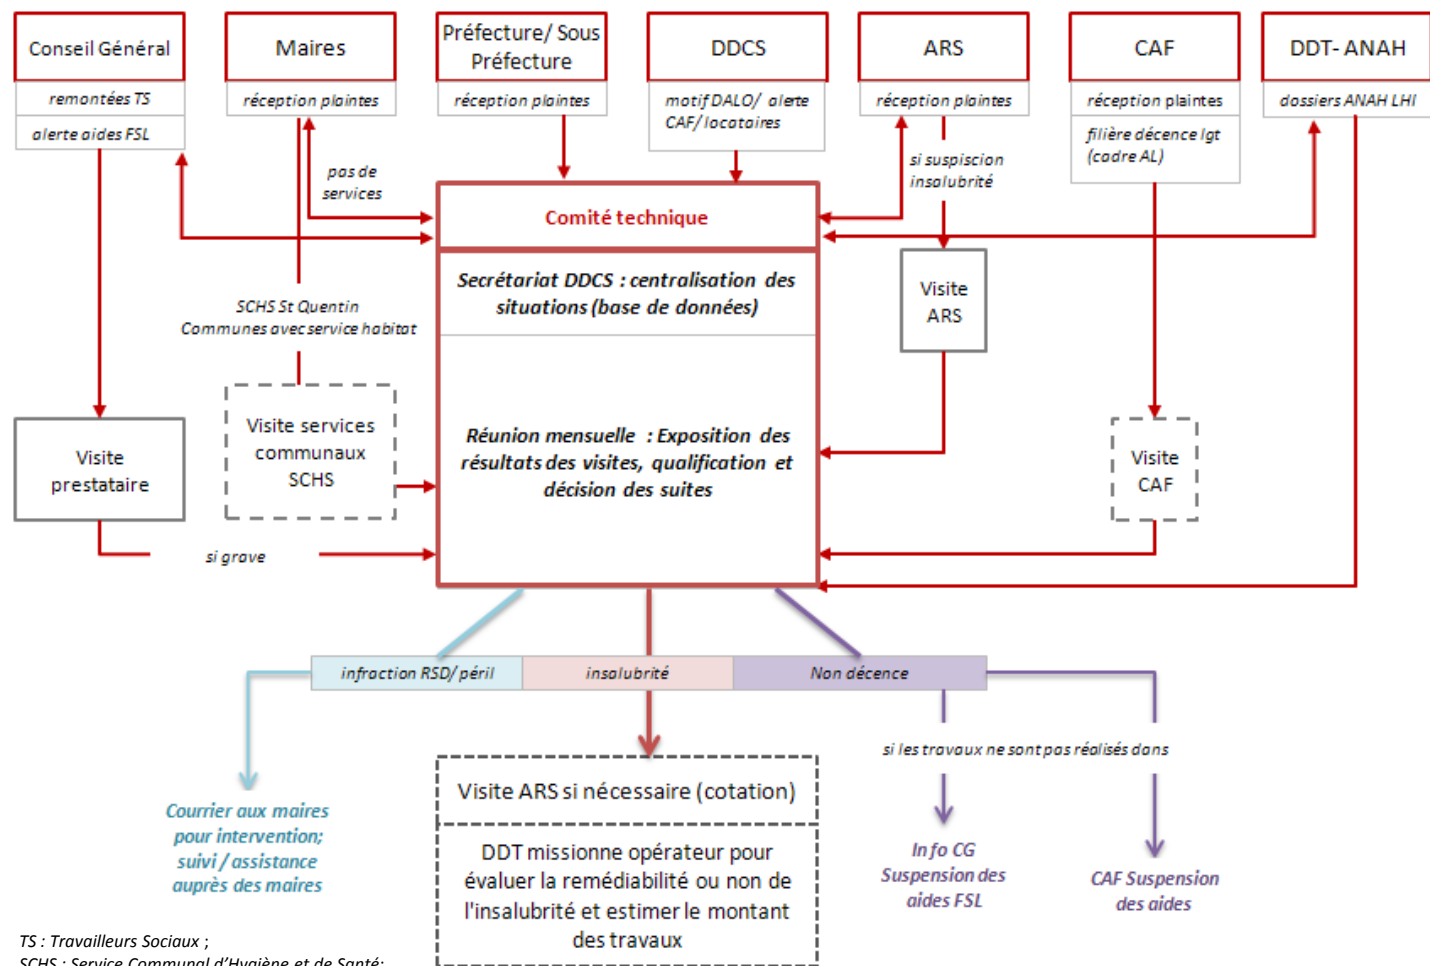 Conseil Général
remontées TS
alerte aides FSL
Maires
réception plaintes
Préfecture/ Sous
Préfecture
réception plaintes
DDCS
motif DALO/ alerte
CAF/ locataires
ARS
réception plaintes
CAF
réception plaintes
filière décence lgt
(cadre AL)
DDT- ANAH
dossiers ANAH LHI
pas de
services
si suspiscion
insalubrité
Comité technique
Secrétariat DDCS : centralisation des
situations (base de données)
Réunion mensuelle : Exposition des
résultats des visites, qualification et
décision des suites
SCHS St Quentin
Communes avec service habitat
Visite services
communaux
SCHS
Visite
prestataire
si grave
Visite
ARS
Visite
CAF
infraction RSD/ péril
insalubrité
Non décence
Courrier aux maires
pour intervention;
suivi / assistance
auprès des maires
Visite ARS si nécessaire (cotation)
DDT missionne opérateur pour
évaluer la remédiabilité ou non de
l'insalubrité et estimer le montant
des travaux
si les travaux ne sont pas réalisés dans
Info CG
Suspension des
aides FSL
CAF Suspension
des aides
TS : Travailleurs Sociaux ;
SCHS : Service Communal d'Hygiène et de Santé;